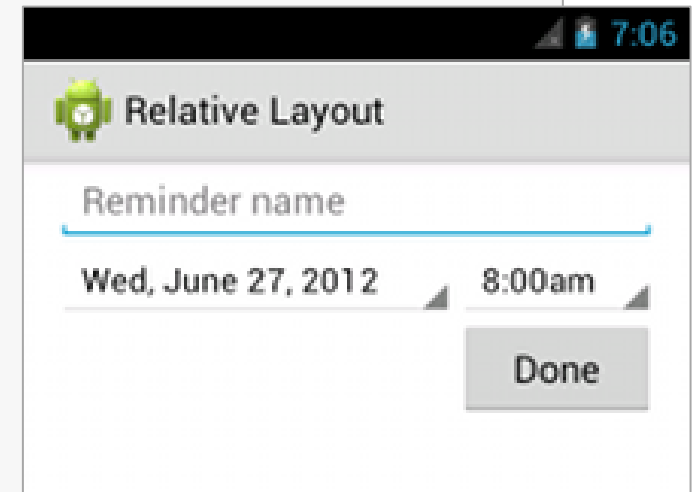 7:06
Relative Layout
Reminder name
Wed, June 27, 2012 8:00am
Done